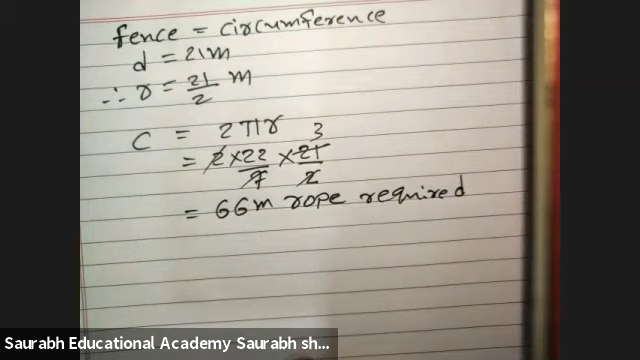 fence = circumference
d = 21m
∴ r = 21/2 m
C = 2πr
= 2 × 22/7 × 21/2 3
= 66m rope required
Saurabh Educational Academy Saurabh sh...